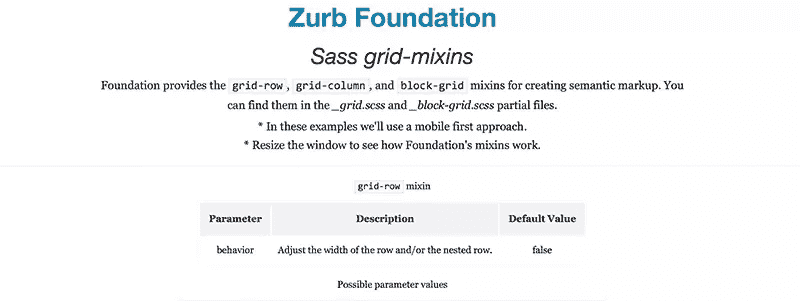 Zurb Foundation
Sass grid-mixins
Foundation provides the grid-row, grid-column, and block-grid mixins for creating semantic markup. You
can find them in the _grid.scss and _block-grid.scss partial files.
* In these examples we'll use a mobile first approach.
* Resize the window to see how Foundation's mixins work.
grid-row mixin
Parameter Description Default Value
behavior Adjust the width of the row and/or the nested row. false
Possible parameter values